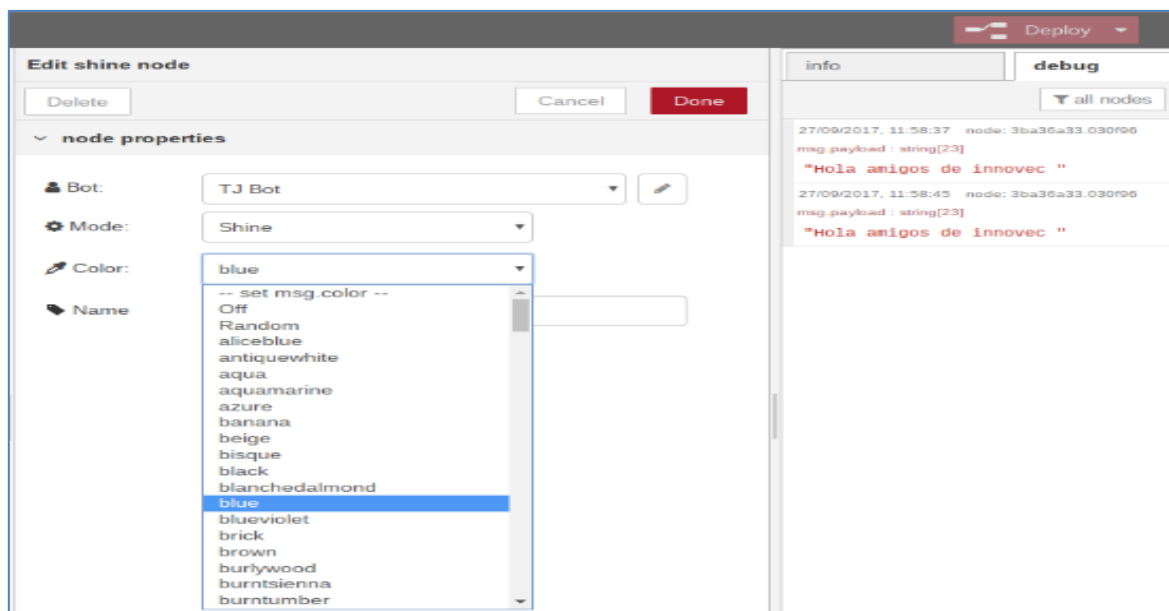 Deploy
Edit shine node
Delete
Cancel
Done
node properties
Bot:
TJ Bot
Mode:
Shine
Color:
blue
-- set msg.color --
Off
Random
aliceblue
antiquewhite
aqua
aquamarine
azure
banana
beige
bisque
black
blanchedalmond
blue
blueviolet
brick
brown
burlywood
burntsienna
burntumber
Name
info
debug
all nodes
27/09/2017, 11:58:37 node: 3ba36a33.030f96
msg.payload : string[23]
"Hola amigos de innovec "
27/09/2017, 11:58:45 node: 3ba36a33.030f96
msg.payload : string[23]
"Hola amigos de innovec "